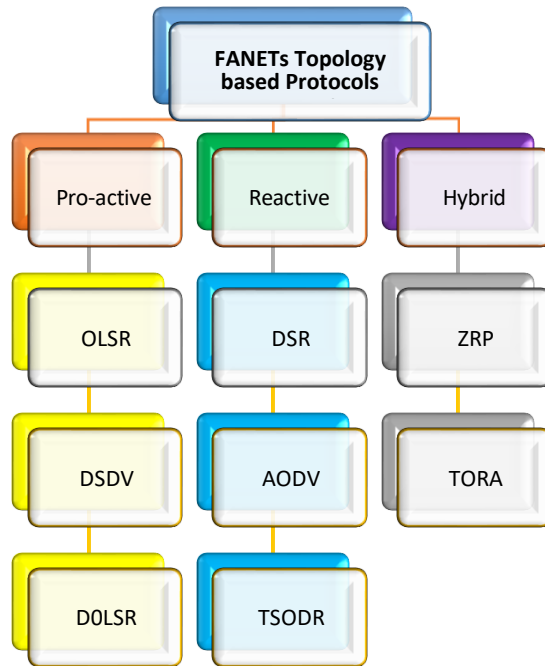 FANETs Topology
based Protocols
Pro-active
Reactive
Hybrid
OLSR
DSR
ZRP
DSDV
AODV
TORA
D0LSR
TSODR